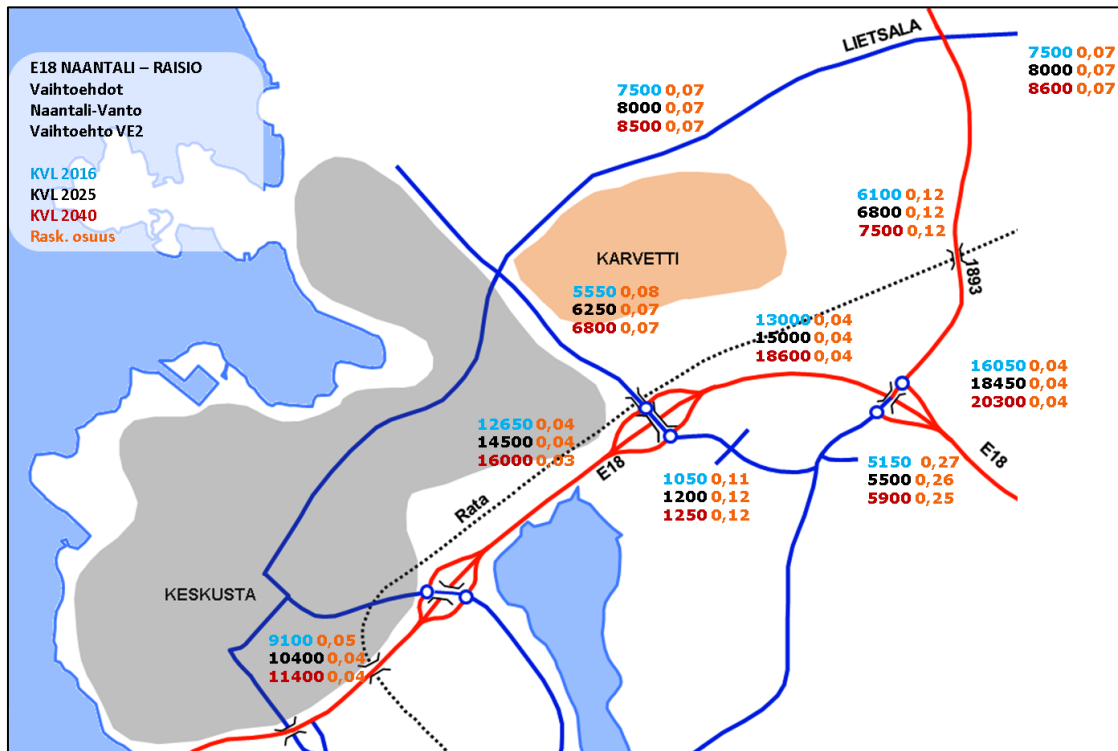 E18 NAANTALI – RAISIO
Vaihtoehdot
Naantali-Vanto
Vaihtoehto VE2
KVL 2016
KVL 2025
KVL 2040
Rask. osuus
LIETSALA
7500 0,07
8000 0,07
8600 0,07
7500 0,07
8000 0,07
8500 0,07
6100 0,12
6800 0,12
7500 0,12
1893
KARVETTI
5550 0,08
6250 0,07
6800 0,07
13000 0,04
15000 0,04
18600 0,04
16050 0,04
18450 0,04
20300 0,04
12650 0,04
14500 0,04
16000 0,03
E18
E18
5150 0,27
5500 0,26
5900 0,25
1050 0,11
1200 0,12
1250 0,12
Rata
KESKUSTA
9100 0,05
10400 0,04
11400 0,04